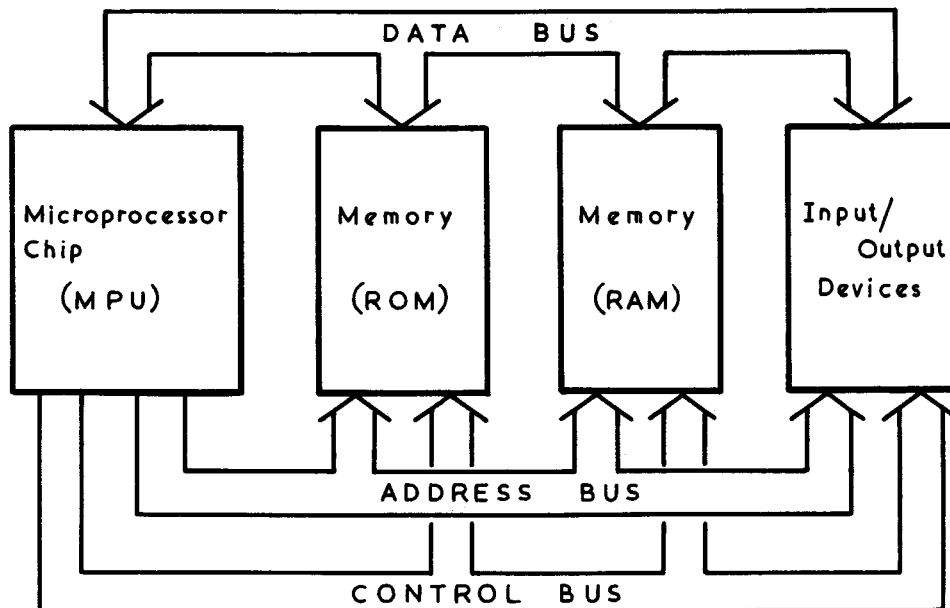 DATA BUS
Microprocessor
Chip
(MPU)
Memory
(ROM)
Memory
(RAM)
Input/
Output
Devices
ADDRESS BUS
CONTROL BUS